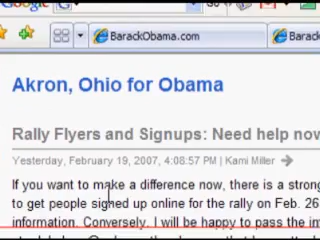 Google
BarackObama.com
Barack
Akron, Ohio for Obama
Rally Flyers and Signups: Need help now
Yesterday, February 19, 2007, 4:08:57 PM | Kami Miller
If you want to make a difference now, there is a strong
to get people signed up online for the rally on Feb. 26
information. Conversely. I will be happy to pass the in